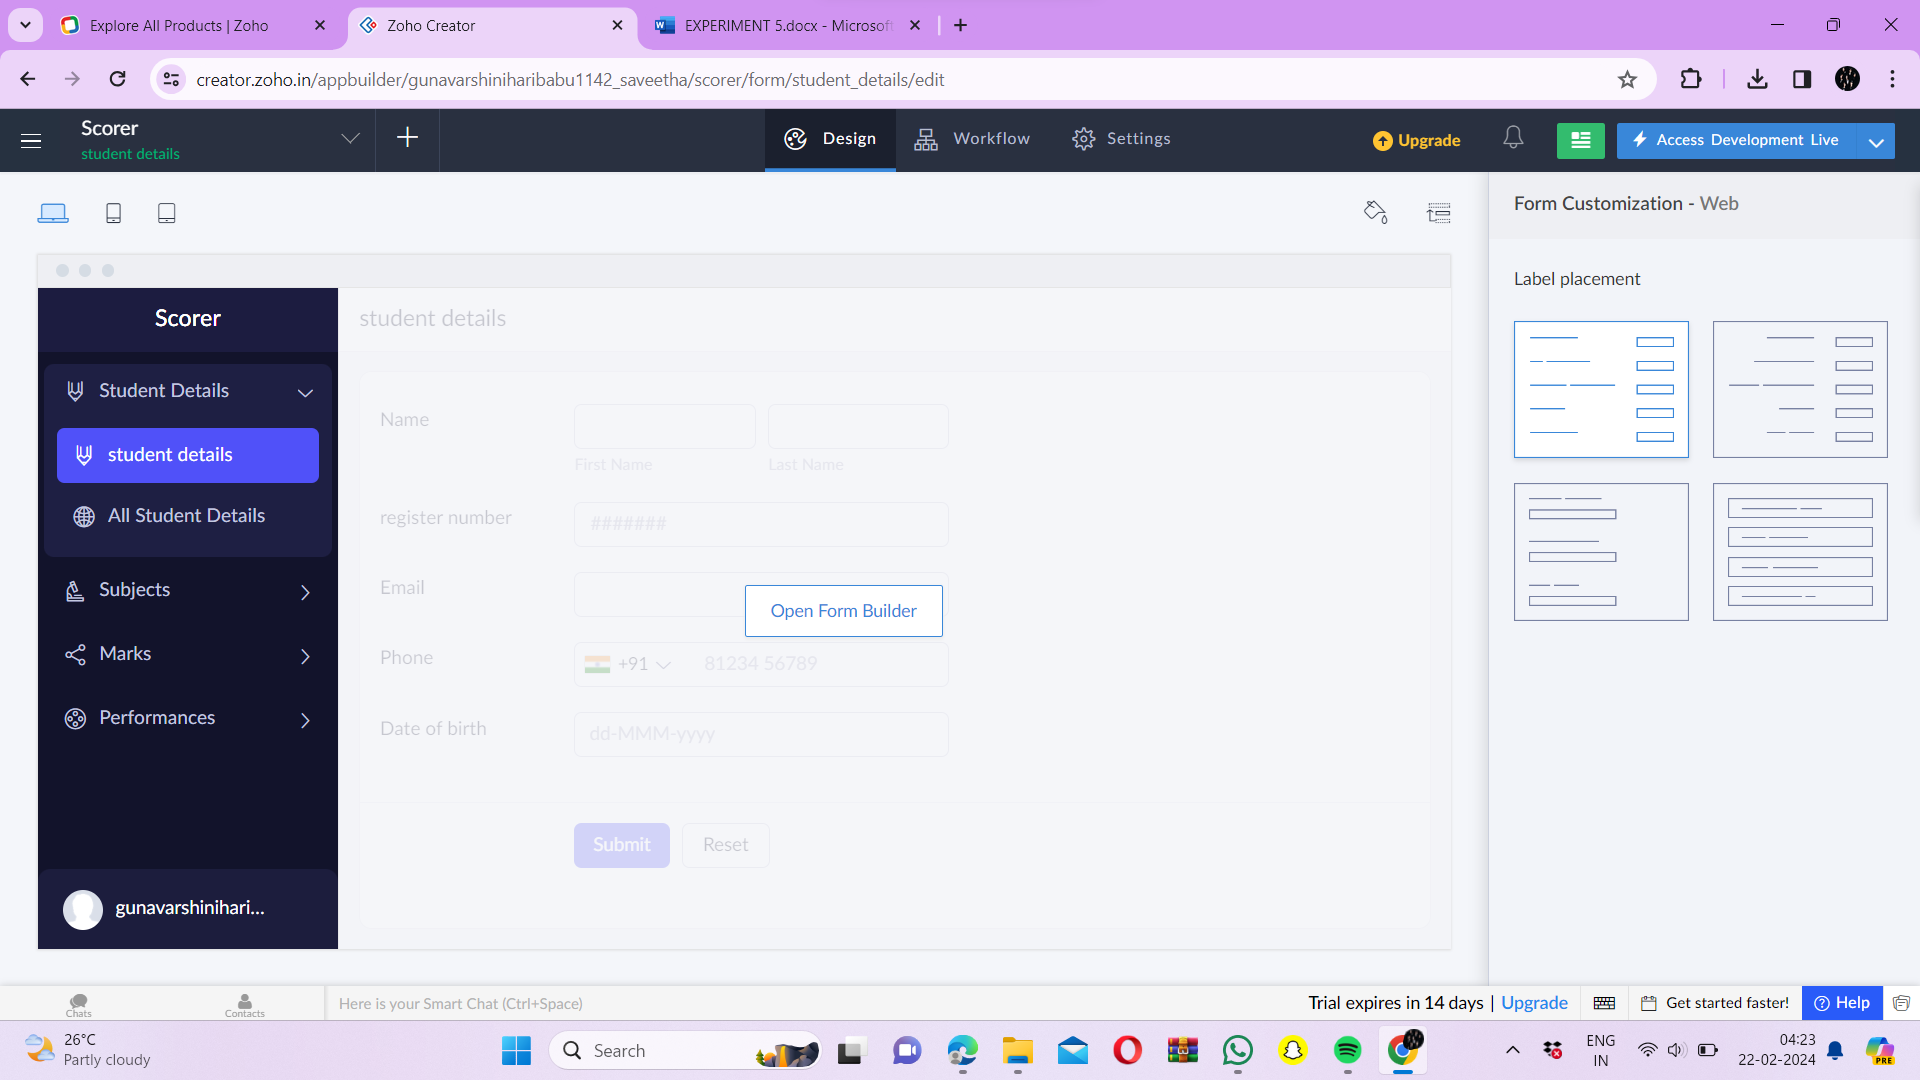 Explore All Products | Zoho
Zoho Creator
EXPERIMENT 5.docx - Microsoft
creator.zoho.in/appbuilder/gunavarshiniharibabu1142_saveetha/scorer/form/student_details/edit
Scorer
student details
Design
Workflow
Settings
Upgrade
Access Development Live
Form Customization - Web
Label placement
Scorer
student details
Student Details
student details
All Student Details
Subjects
Marks
Performances
gunavarshinihari...
Name
First Name
Last Name
register number
#######
Email
Open Form Builder
Phone
+91
81234 56789
Date of birth
dd-MMM-yyyy
Submit
Reset
Chats
Contacts
Here is your Smart Chat (Ctrl+Space)
Trial expires in 14 days | Upgrade
Get started faster!
Help
26°C
Partly cloudy
Search
ENG
IN
04:23
22-02-2024
PRE